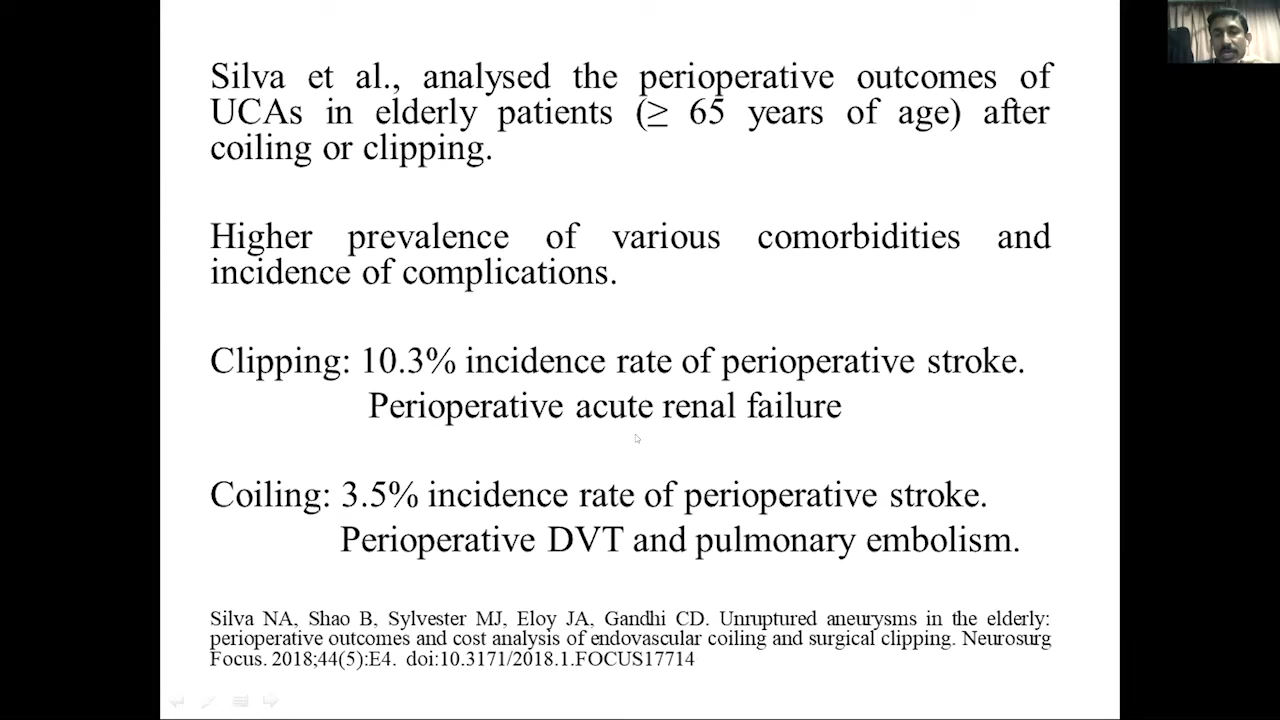 Silva et al., analysed the perioperative outcomes of
UCAs in elderly patients (≥ 65 years of age) after
coiling or clipping.
Higher prevalence of various comorbidities and
incidence of complications.
Clipping: 10.3% incidence rate of perioperative stroke.
Perioperative acute renal failure
Coiling: 3.5% incidence rate of perioperative stroke.
Perioperative DVT and pulmonary embolism.
Silva NA, Shao B, Sylvester MJ, Eloy JA, Gandhi CD. Unruptured aneurysms in the elderly:
perioperative outcomes and cost analysis of endovascular coiling and surgical clipping. Neurosurg
Focus. 2018;44(5):E4. doi:10.3171/2018.1.FOCUS17714